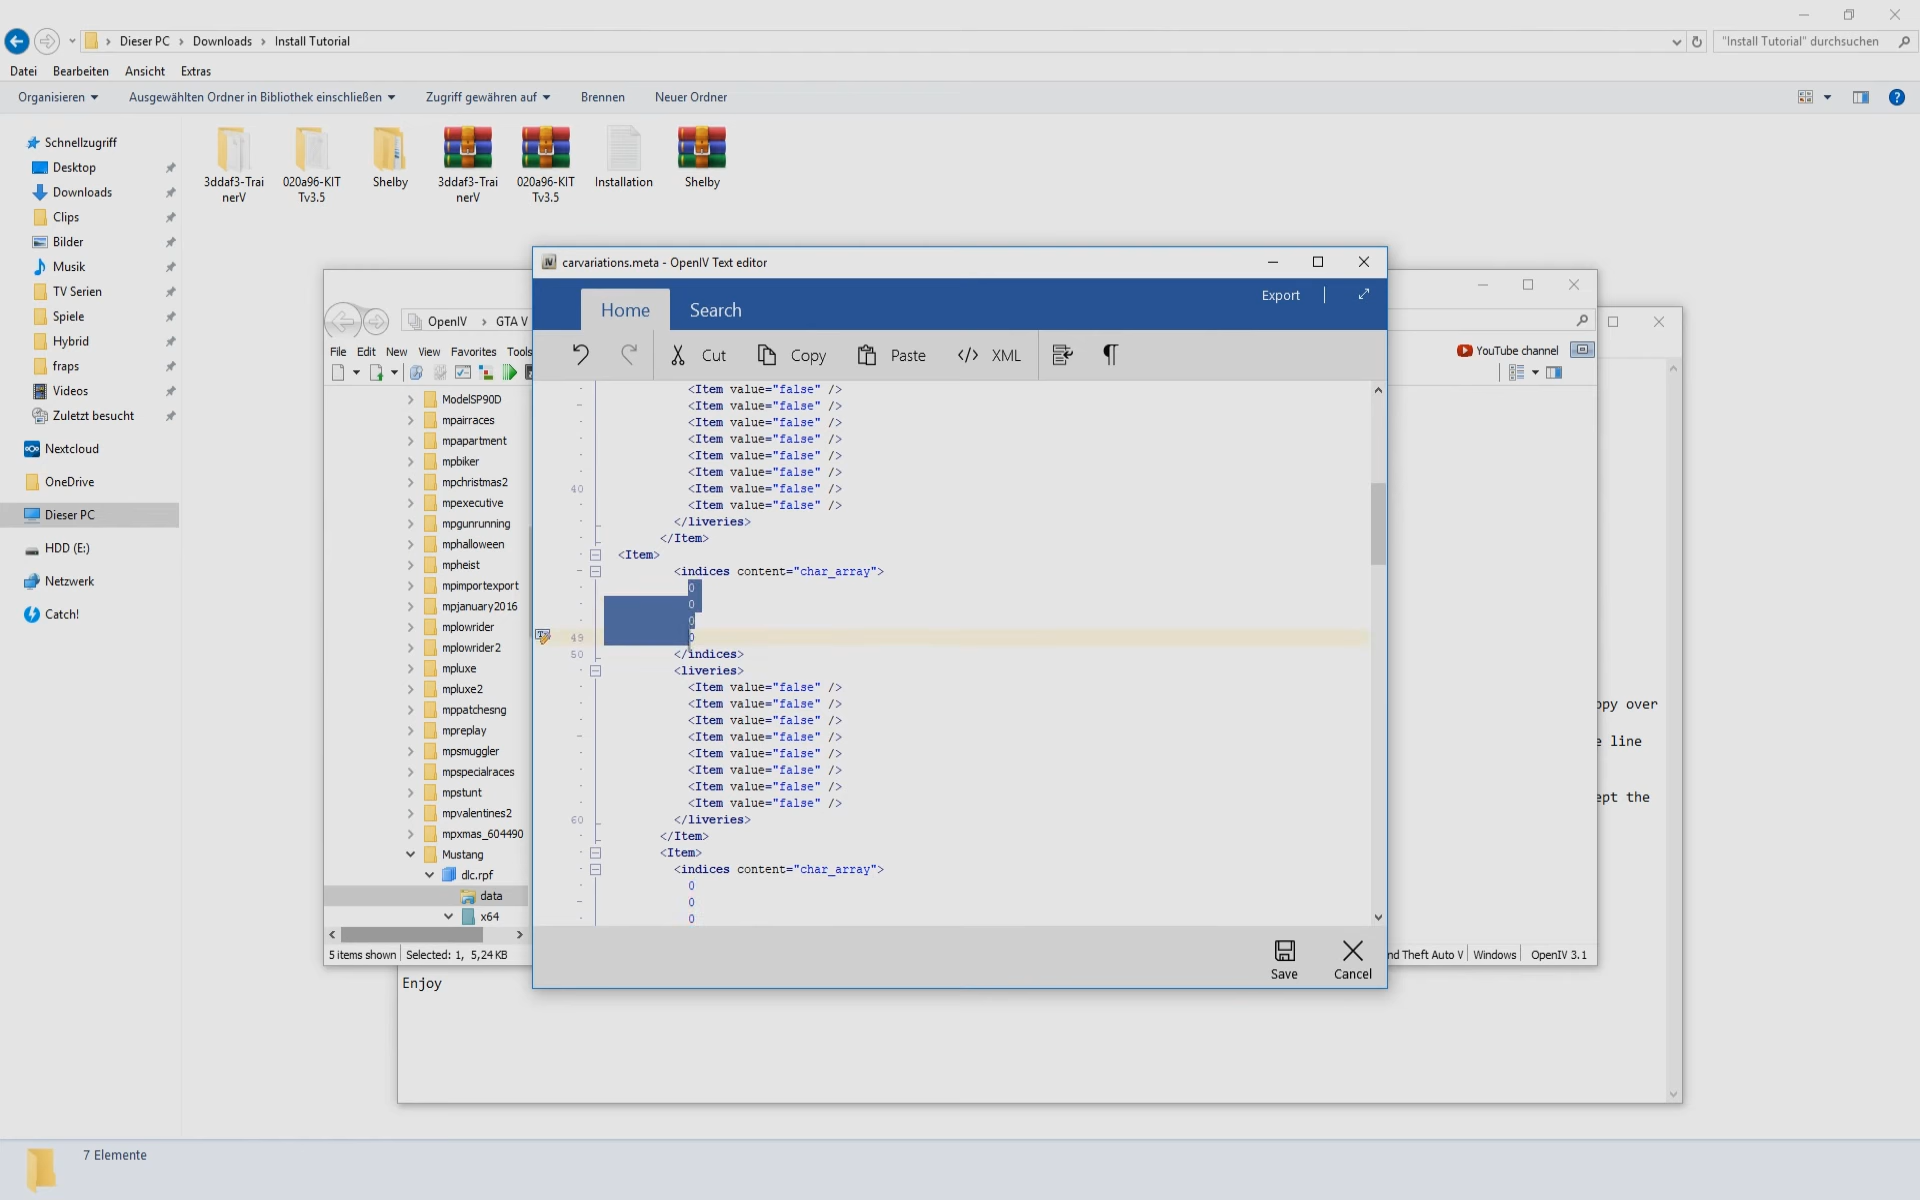 Dieser PC > Downloads > Install Tutorial
"Install Tutorial" durchsuchen
Datei Bearbeiten Ansicht Extras
Organisieren Ausgewählten Ordner in Bibliothek einschließen Zugriff gewähren auf Brennen Neuer Ordner
Schnellzugriff
Desktop
Downloads
Clips
Bilder
Musik
TV Serien
Spiele
Hybrid
fraps
Videos
Zuletzt besucht
Nextcloud
OneDrive
Dieser PC
HDD (E:)
Netzwerk
Catch!
3ddaf3-TrainerV
020a96-KITTv3.5
Shelby
3ddaf3-TrainerV
020a96-KITTv3.5
Installation
Shelby
OpenIV > GTA V
File Edit New View Favorites Tools
YouTube channel
ModelSP90D
mpairraces
mpapartment
mpbiker
mpchristmas2
mpexecutive
mpgunrunning
mphalloween
mpheist
mpimportexport
mpjanuary2016
mplowrider
mplowrider2
mpluxe
mpluxe2
mppatchesng
mpreplay
mpsmuggler
mpspecialraces
mpstunt
mpvalentines2
mpxmas_604490
Mustang
dlc.rpf
data
x64
5 items shown Selected: 1, 5,24 KB
nd Theft Auto V Windows OpenIV 3.1
carvariations.meta - OpenIV Text editor
Home Search
Export
Cut Copy Paste </> XML ¶
<Item value="false" />
<Item value="false" />
<Item value="false" />
<Item value="false" />
<Item value="false" />
<Item value="false" />
40 <Item value="false" />
<Item value="false" />
</liveries>
</Item>
<Item>
<indices content="char_array">
0
0
0
49 0
50 </indices>
<liveries>
<Item value="false" />
<Item value="false" />
<Item value="false" />
<Item value="false" />
<Item value="false" />
<Item value="false" />
<Item value="false" />
<Item value="false" />
60 </liveries>
</Item>
<Item>
<indices content="char_array">
0
0
0
Save Cancel
opy over
e line
ept the
Enjoy
7 Elemente